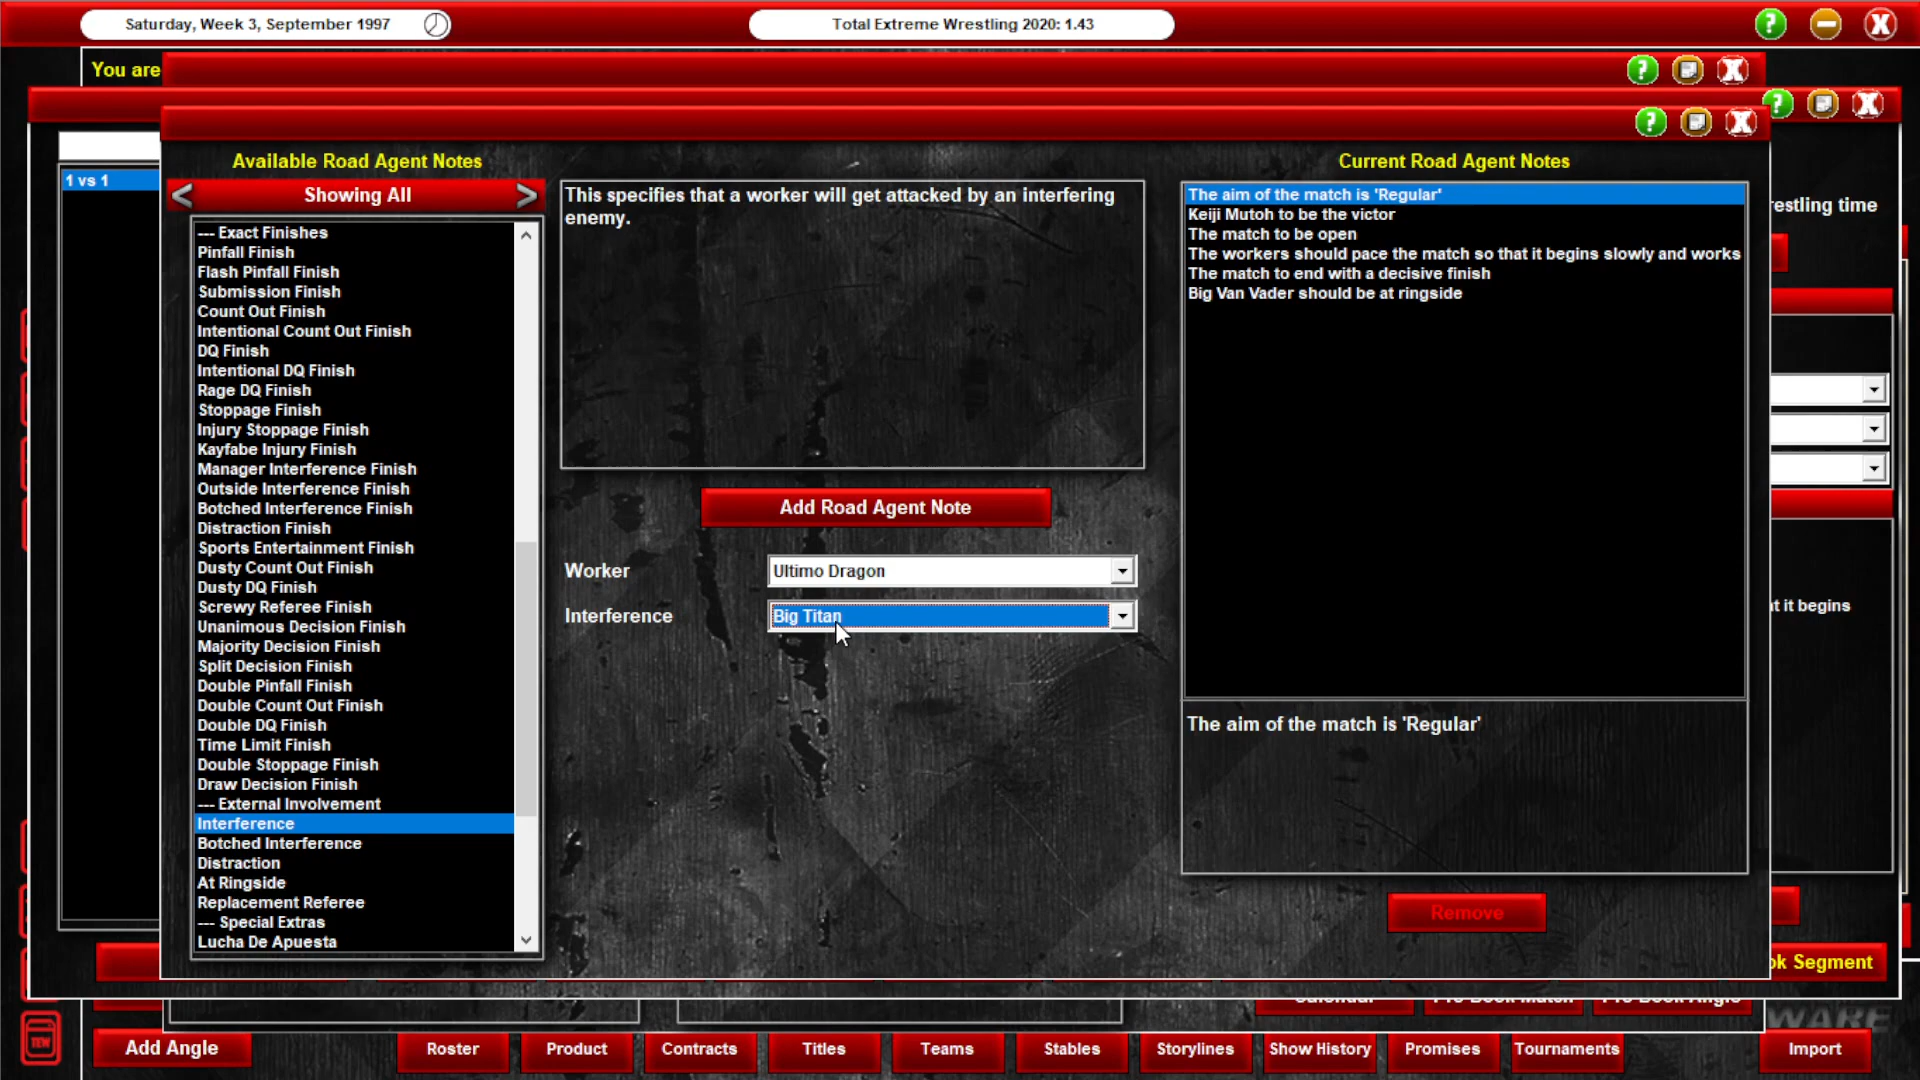 Saturday, Week 3, September 1997
Total Extreme Wrestling 2020: 1.43
You are
Available Road Agent Notes
Showing All
--- Exact Finishes
Pinfall Finish
Flash Pinfall Finish
Submission Finish
Count Out Finish
Intentional Count Out Finish
DQ Finish
Intentional DQ Finish
Rage DQ Finish
Stoppage Finish
Injury Stoppage Finish
Kayfabe Injury Finish
Manager Interference Finish
Outside Interference Finish
Botched Interference Finish
Distraction Finish
Sports Entertainment Finish
Dusty Count Out Finish
Dusty DQ Finish
Screwy Referee Finish
Unanimous Decision Finish
Majority Decision Finish
Split Decision Finish
Double Pinfall Finish
Double Count Out Finish
Double DQ Finish
Time Limit Finish
Double Stoppage Finish
Draw Decision Finish
--- External Involvement
Interference
Botched Interference
Distraction
At Ringside
Replacement Referee
--- Special Extras
Lucha De Apuesta
1 vs 1
This specifies that a worker will get attacked by an interfering
enemy.
Add Road Agent Note
Worker
Ultimo Dragon
Interference
Big Titan
Current Road Agent Notes
The aim of the match is 'Regular'
Keiji Mutoh to be the victor
The match to be open
The workers should pace the match so that it begins slowly and works
The match to end with a decisive finish
Big Van Vader should be at ringside
The aim of the match is 'Regular'
Remove
estling time
t it begins
ok Segment
Calendar
Pre Book Match
Pre Book Angle
WARE
TEW
Add Angle
Roster
Product
Contracts
Titles
Teams
Stables
Storylines
Show History
Promises
Tournaments
Import